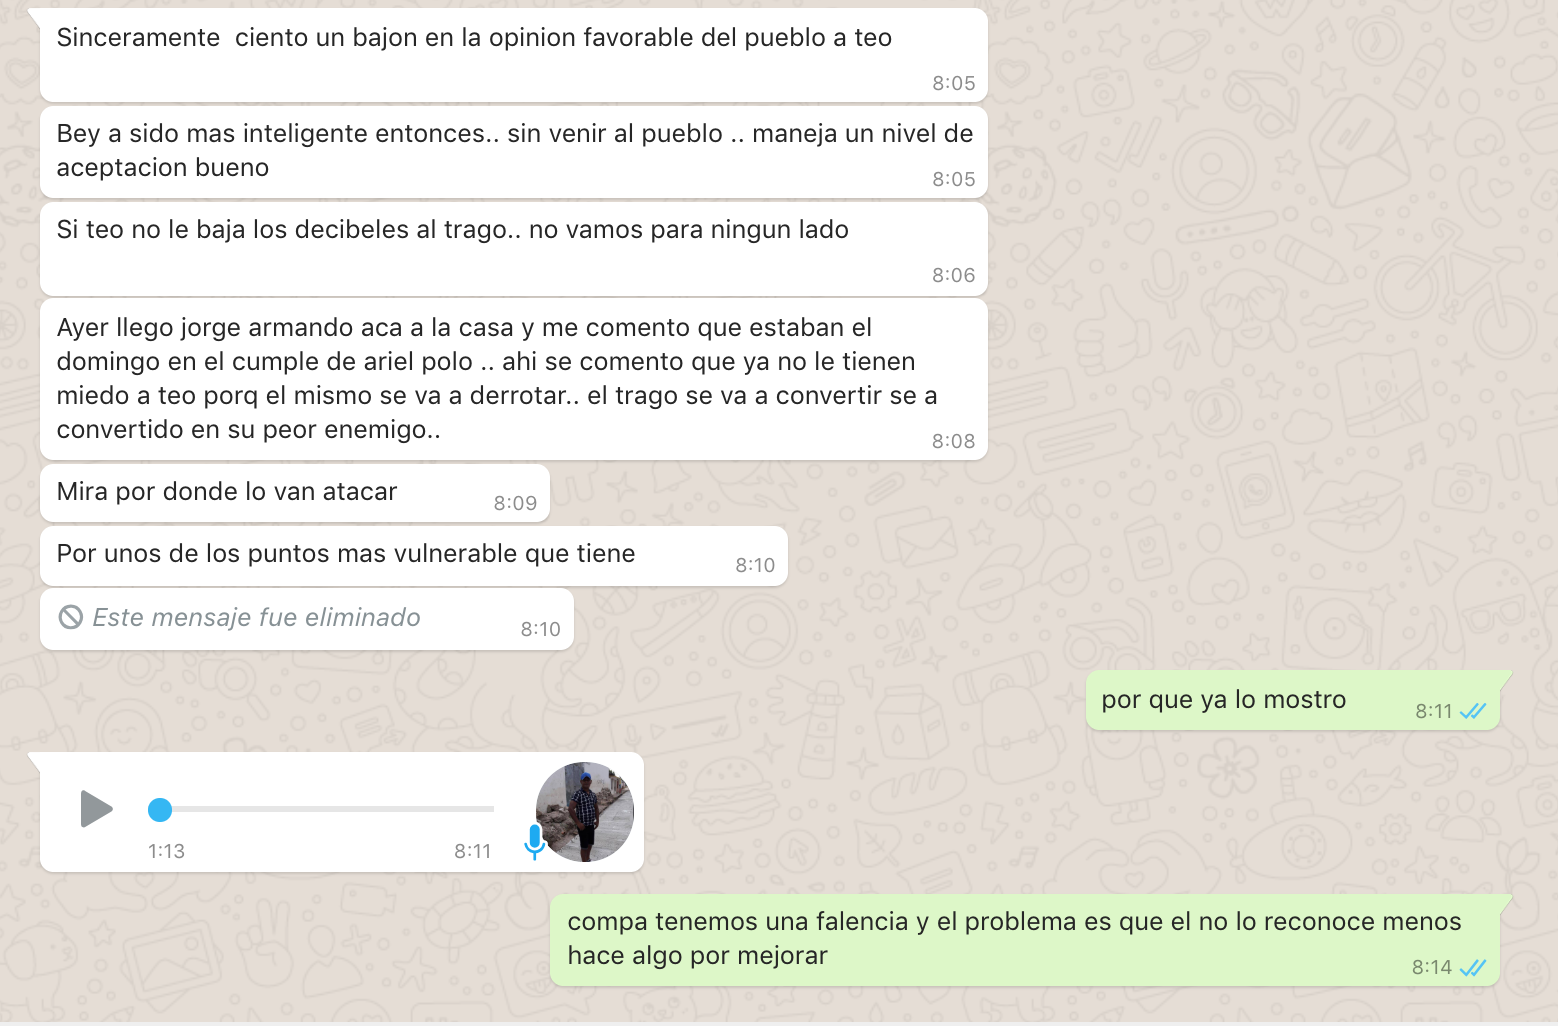 Sinceramente  ciento un bajon en la opinion favorable del pueblo a teo
8:05
Bey a sido mas inteligente entonces.. sin venir al pueblo .. maneja un nivel de
aceptacion bueno
8:05
Si teo no le baja los decibeles al trago.. no vamos para ningun lado
8:06
Ayer llego jorge armando aca a la casa y me comento que estaban el
domingo en el cumple de ariel polo .. ahi se comento que ya no le tienen
miedo a teo porq el mismo se va a derrotar.. el trago se va a convertir se a
convertido en su peor enemigo..
8:08
Mira por donde lo van atacar
8:09
Por unos de los puntos mas vulnerable que tiene
8:10
Este mensaje fue eliminado
8:10
por que ya lo mostro
8:11
1:13
8:11
compa tenemos una falencia y el problema es que el no lo reconoce menos
hace algo por mejorar
8:14